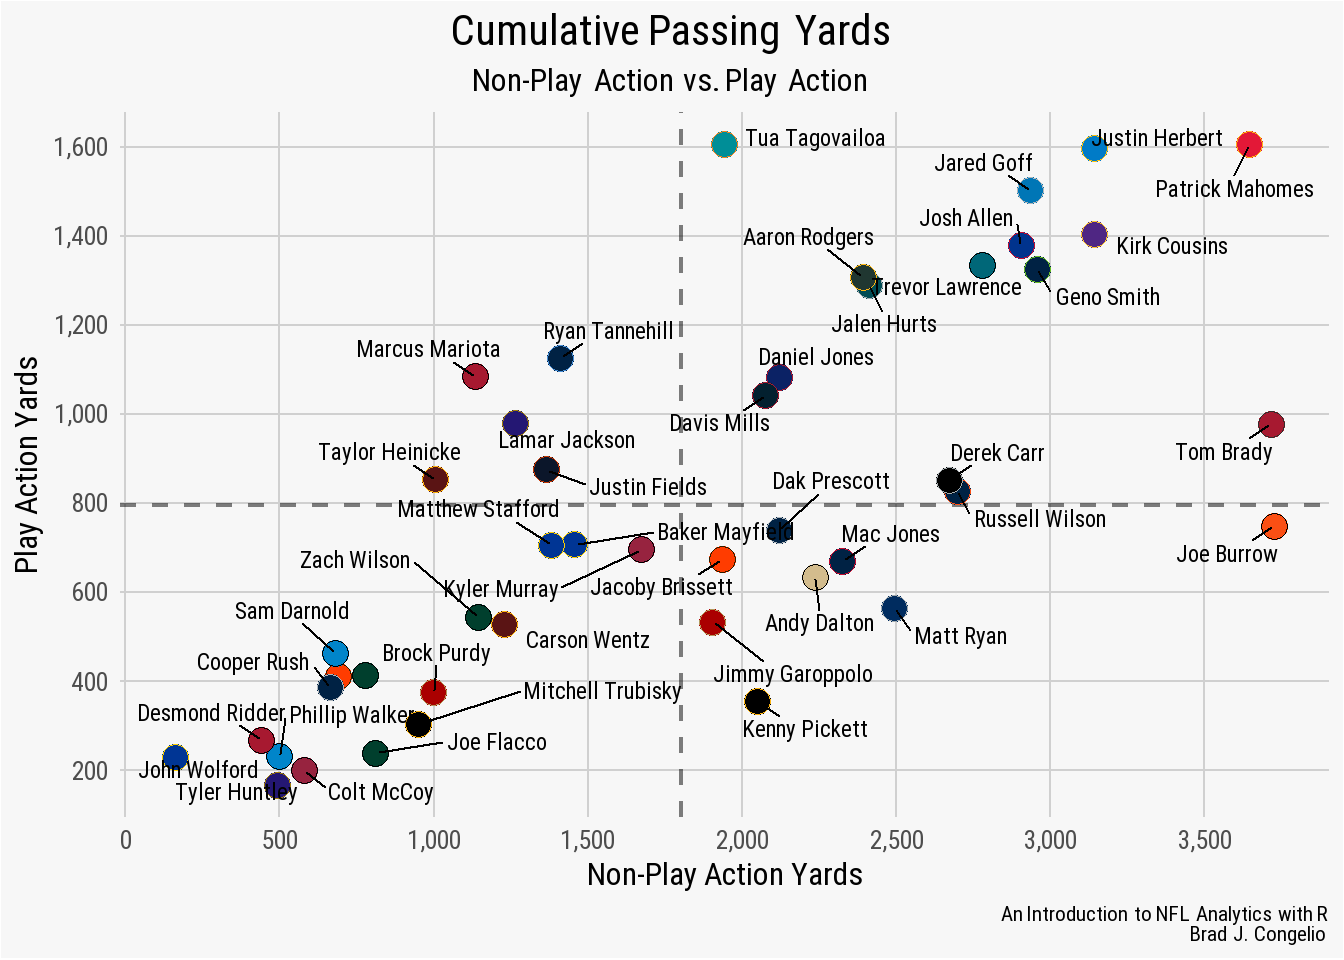 Cumulative Passing Yards
Non-Play Action vs. Play Action
Play Action Yards
1,600
1,400
1,200
1,000
800
600
400
200
Tua Tagovailoa
Justin Herbert
Jared Goff
Patrick Mahomes
Josh Allen
Aaron Rodgers
Kirk Cousins
Trevor Lawrence
Geno Smith
Jalen Hurts
Ryan Tannehill
Marcus Mariota
Daniel Jones
Davis Mills
Lamar Jackson
Taylor Heinicke
Tom Brady
Derek Carr
Justin Fields
Dak Prescott
Matthew Stafford
Russell Wilson
Baker Mayfield
Mac Jones
Joe Burrow
Zach Wilson
Kyler Murray
Jacoby Brissett
Sam Darnold
Andy Dalton
Carson Wentz
Matt Ryan
Brock Purdy
Cooper Rush
Jimmy Garoppolo
Mitchell Trubisky
Desmond Ridder
Phillip Walker
Kenny Pickett
Joe Flacco
John Wolford
Tyler Huntley
Colt McCoy
0
500
1,000
1,500
2,000
2,500
3,000
3,500
Non-Play Action Yards
An Introduction to NFL Analytics with R
Brad J. Congelio